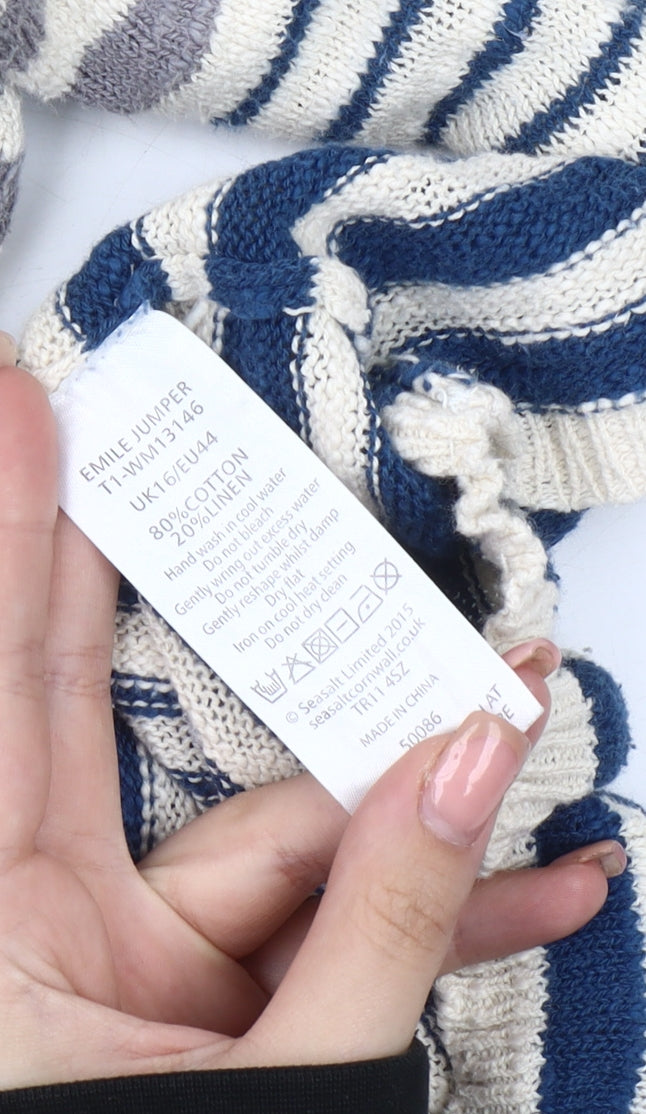 EMILE JUMPER
T1-WM13146
UK16/EU44
80%COTTON
20%LINEN
Hand wash in cool water
Do not bleach
Gently wring out excess water
Do not tumble dry
Gently reshape whilst damp
Dry flat
Iron on cool heat setting
Do not dry clean
© Seasalt Limited 2015
seasaltcornwall.co.uk
TR11 4SZ
MADE IN CHINA
50086